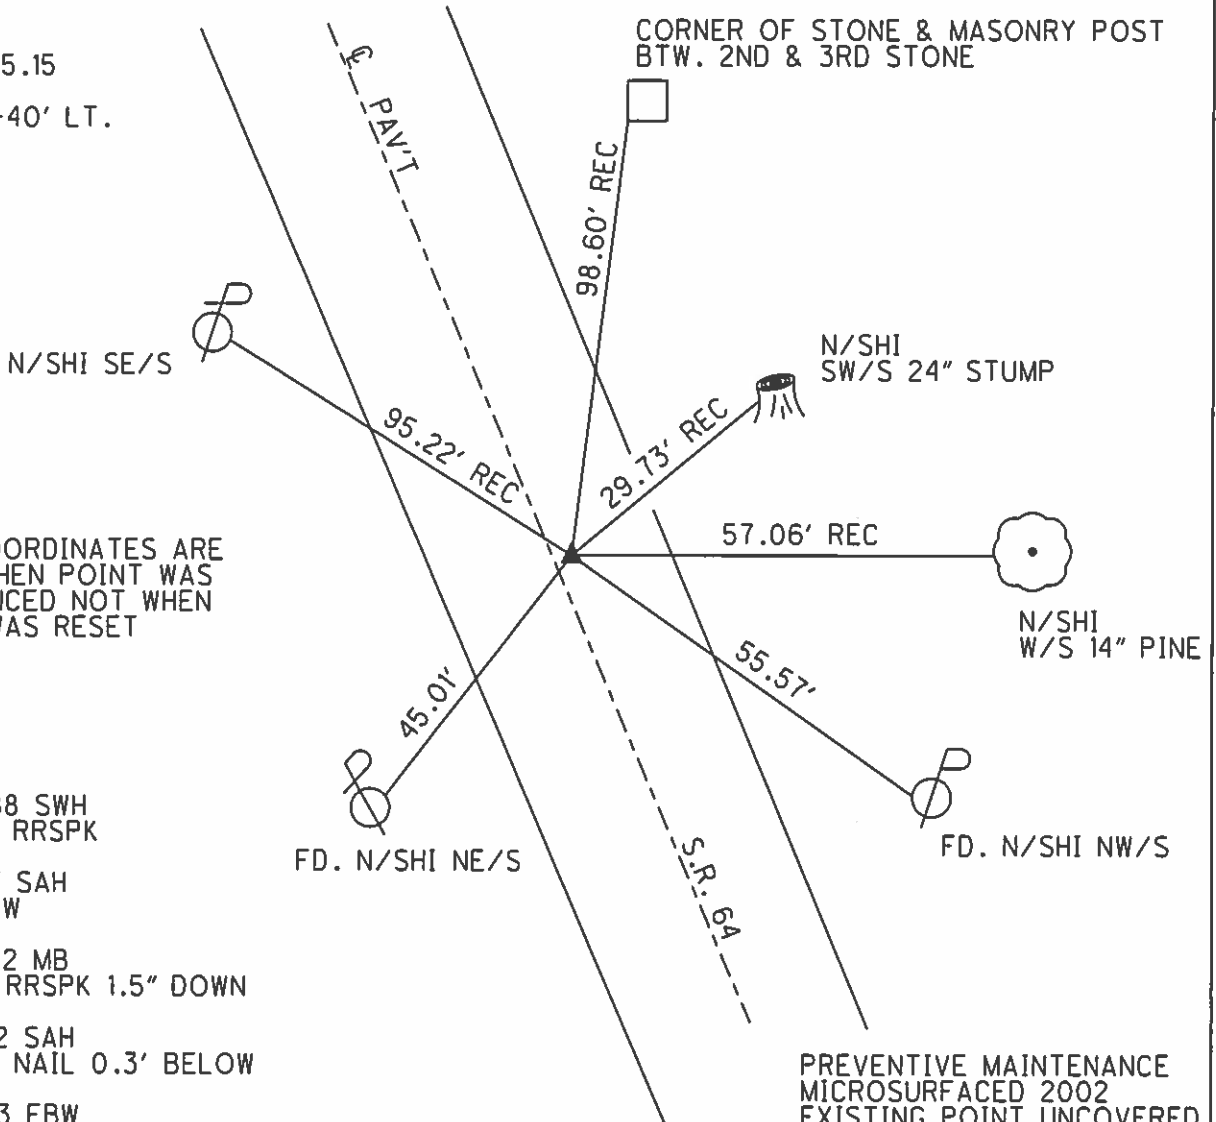 CORNER OF STONE & MASONRY POST
BTW. 2ND & 3RD STONE
5.15
40' LT.
℄ PAV'T
98.60' REC
N/SHI SE/S
N/SHI
SW/S 24" STUMP
95.22' REC
29.73' REC
57.06' REC
ORDINATES ARE
HEN POINT WAS
CED NOT WHEN
AS RESET
N/SHI
W/S 14" PINE
55.57'
45.01'
8 SWH
RRSPK
SAH
W
FD. N/SHI NE/S
FD. N/SHI NW/S
S.R. 64
2 MB
RRSPK 1.5" DOWN
2 SAH
NAIL 0.3' BELOW
3 EBW
PREVENTIVE MAINTENANCE
MICROSURFACED 2002
EXISTING POINT UNCOVERED